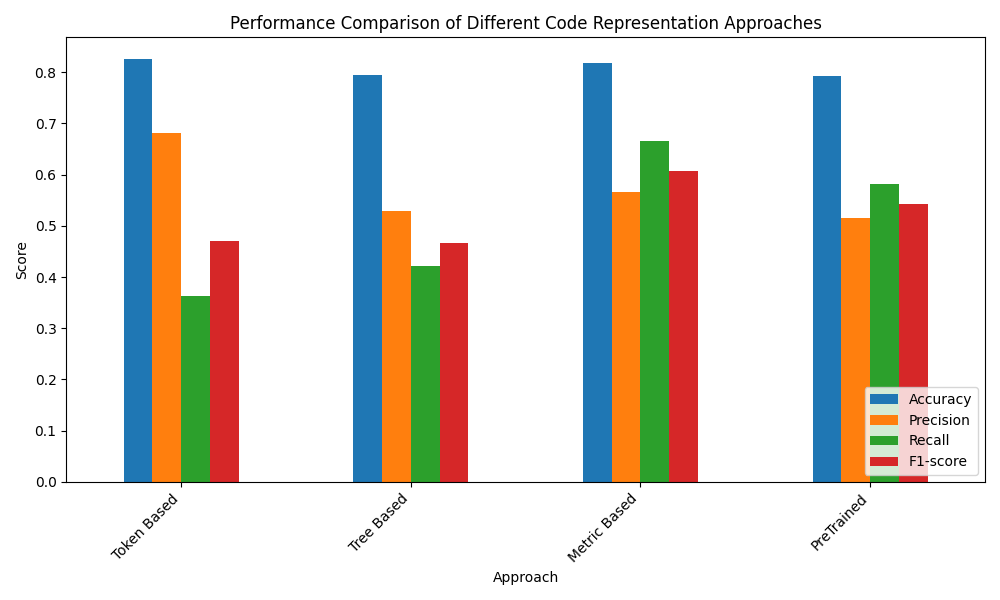 Performance Comparison of Different Code Representation Approaches
Score
0.8
0.7
0.6
0.5
0.4
0.3
0.2
0.1
0.0
Accuracy
Precision
Recall
F1-score
Token Based
Tree Based
Metric Based
PreTrained
Approach